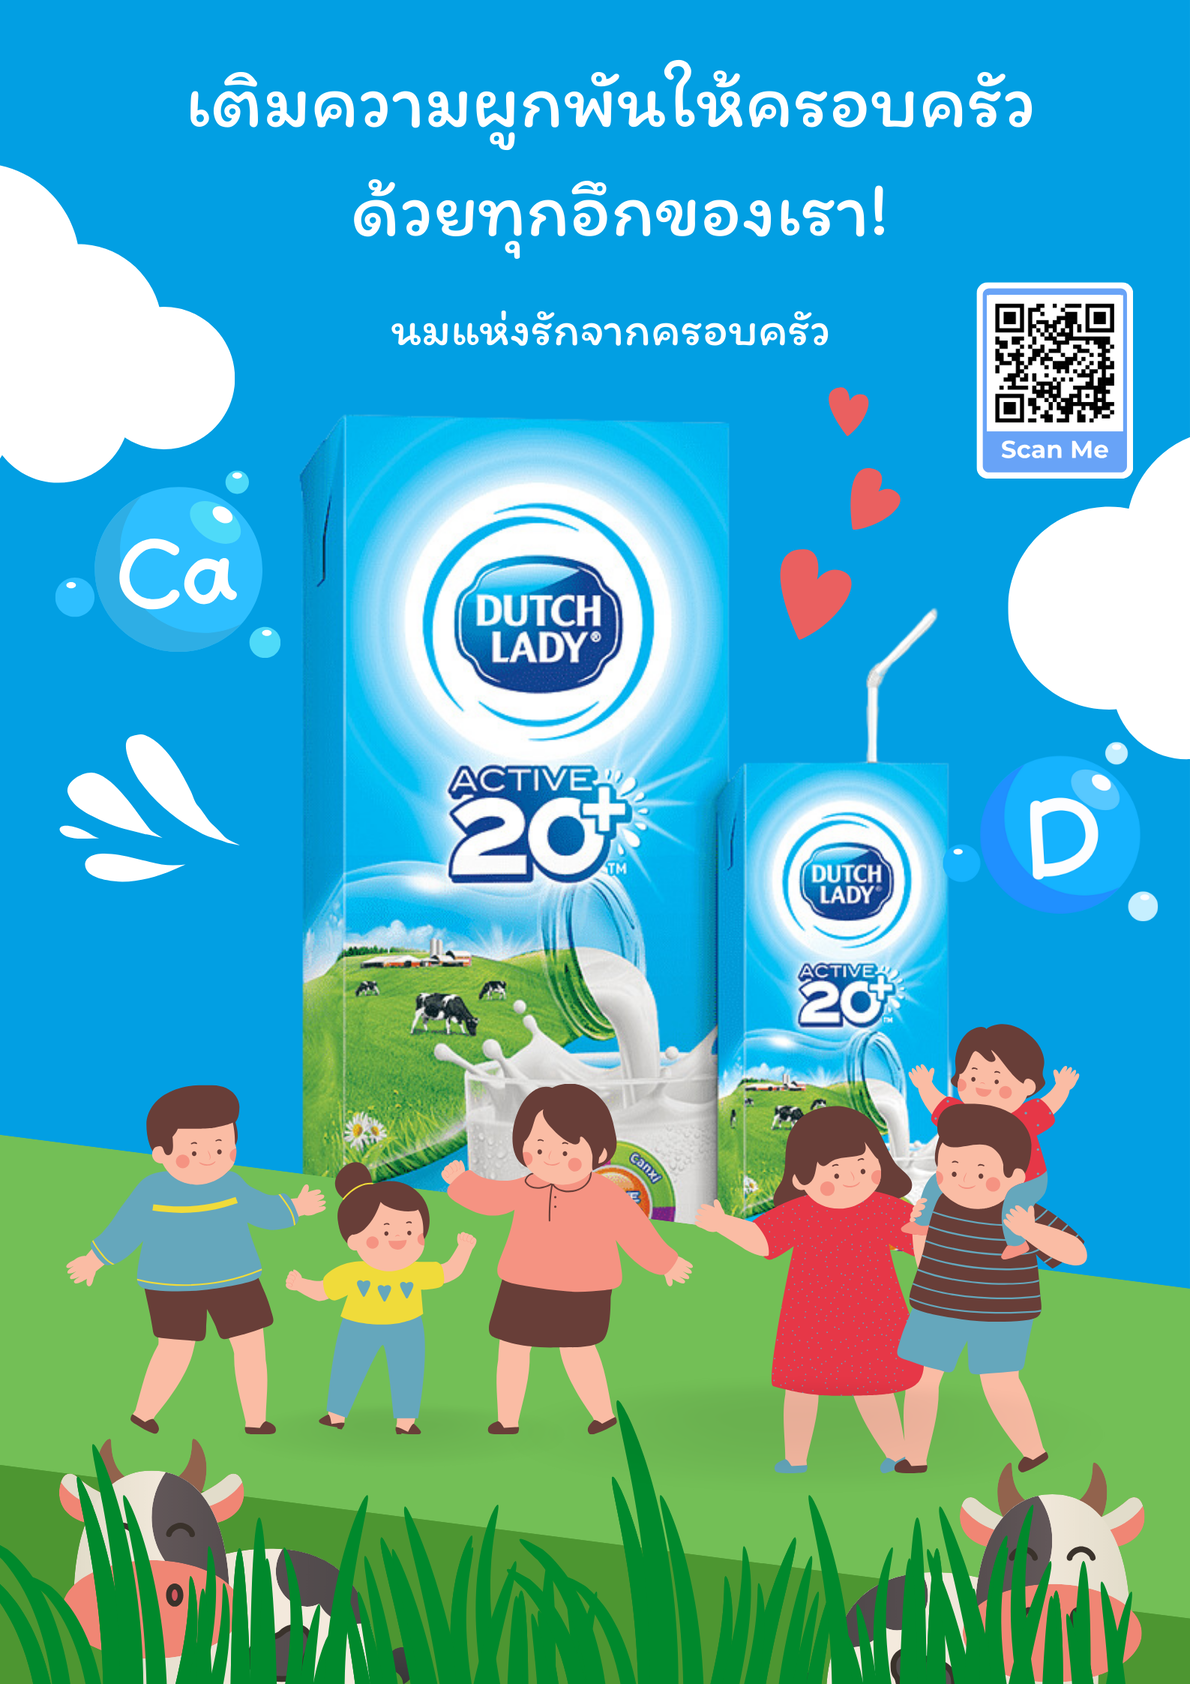 เติมความผูกพันให้ครอบครัว
ด้วยทุกอึกของเรา!
นมแห่งรักจากครอบครัว
Scan Me
Ca
DUTCH
LADY®
ACTIVE
20+
TM
D
DUTCH
LADY®
ACTIVE
20+
TM
Canxi